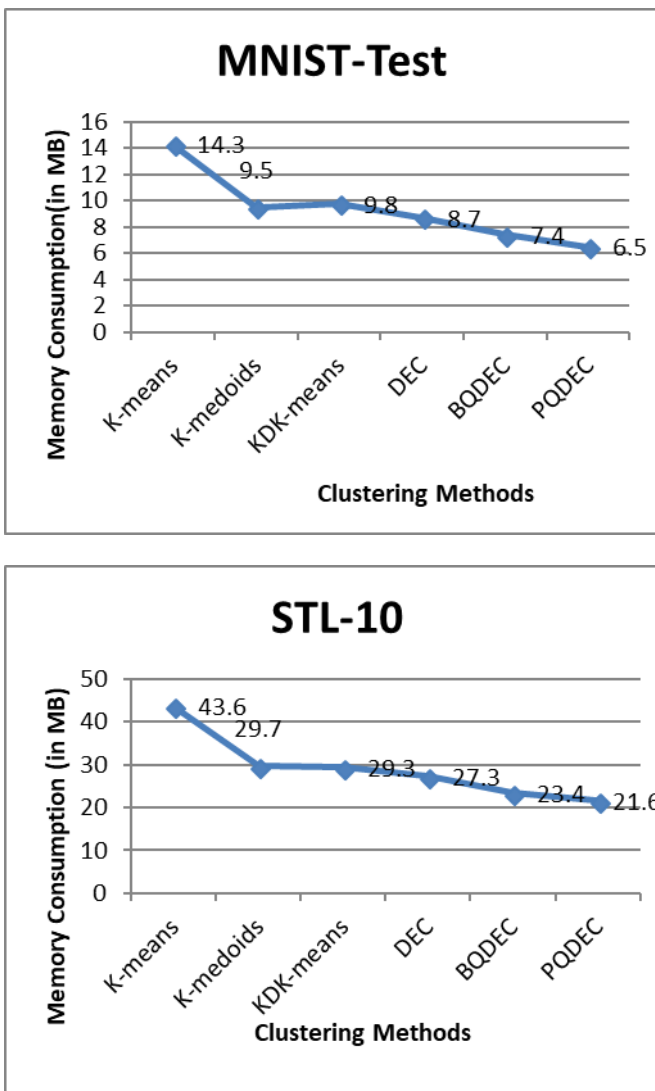 MNIST-Test
Memory Consumption(in MB)
16
14
12
10
8
6
4
2
0
14.3
9.5
9.8
8.7
7.4
6.5
K-means
K-medoids
KDK-means
DEC
BQDEC
PQDEC
Clustering Methods
STL-10
Memory Consumption (in MB)
50
40
30
20
10
0
43.6
29.7
29.3
27.3
23.4
21.6
K-means
K-medoids
KDK-means
DEC
BQDEC
PQDEC
Clustering Methods